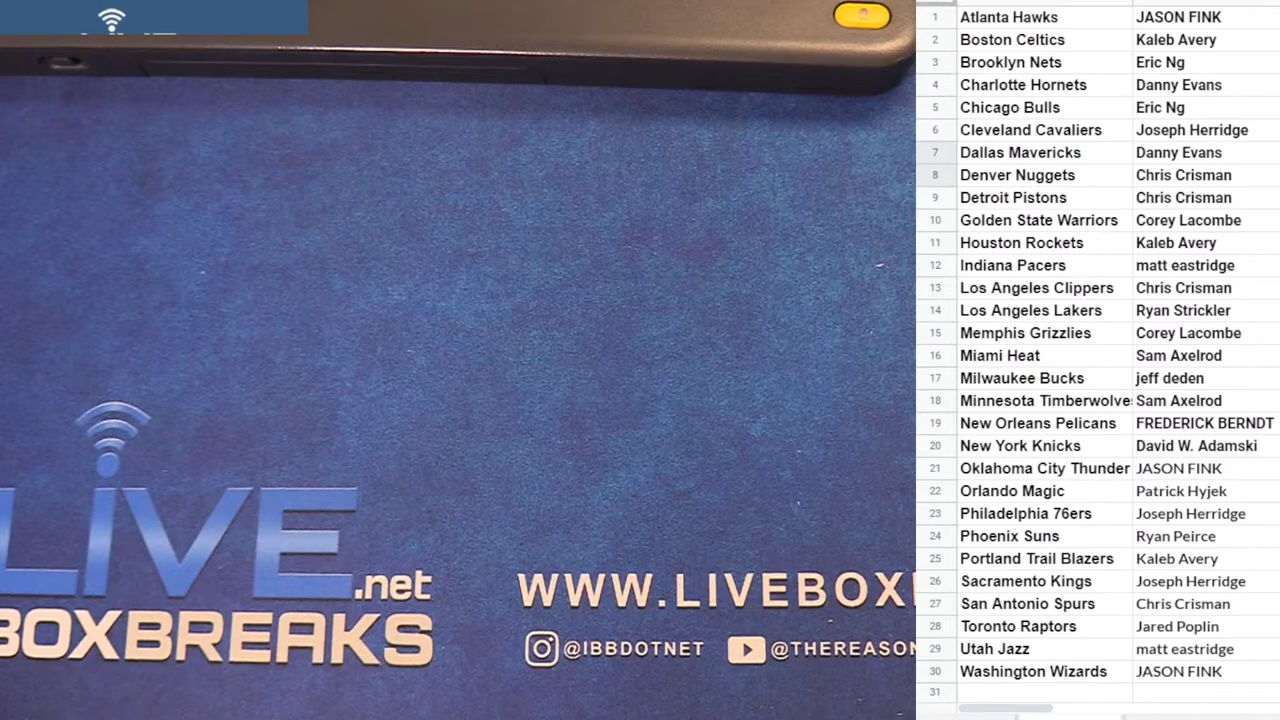 LiVE
.net
BOXBREAKS
WWW.LIVEBOX
@IBBDOTNET
@THEREASON
1 Atlanta Hawks JASON FINK
2 Boston Celtics Kaleb Avery
3 Brooklyn Nets Eric Ng
4 Charlotte Hornets Danny Evans
5 Chicago Bulls Eric Ng
6 Cleveland Cavaliers Joseph Herridge
7 Dallas Mavericks Danny Evans
8 Denver Nuggets Chris Crisman
9 Detroit Pistons Chris Crisman
10 Golden State Warriors Corey Lacombe
11 Houston Rockets Kaleb Avery
12 Indiana Pacers matt eastridge
13 Los Angeles Clippers Chris Crisman
14 Los Angeles Lakers Ryan Strickler
15 Memphis Grizzlies Corey Lacombe
16 Miami Heat Sam Axelrod
17 Milwaukee Bucks jeff deden
18 Minnesota Timberwolves Sam Axelrod
19 New Orleans Pelicans FREDERICK BERNDT
20 New York Knicks David W. Adamski
21 Oklahoma City Thunder JASON FINK
22 Orlando Magic Patrick Hyjek
23 Philadelphia 76ers Joseph Herridge
24 Phoenix Suns Ryan Peirce
25 Portland Trail Blazers Kaleb Avery
26 Sacramento Kings Joseph Herridge
27 San Antonio Spurs Chris Crisman
28 Toronto Raptors Jared Poplin
29 Utah Jazz matt eastridge
30 Washington Wizards JASON FINK
31